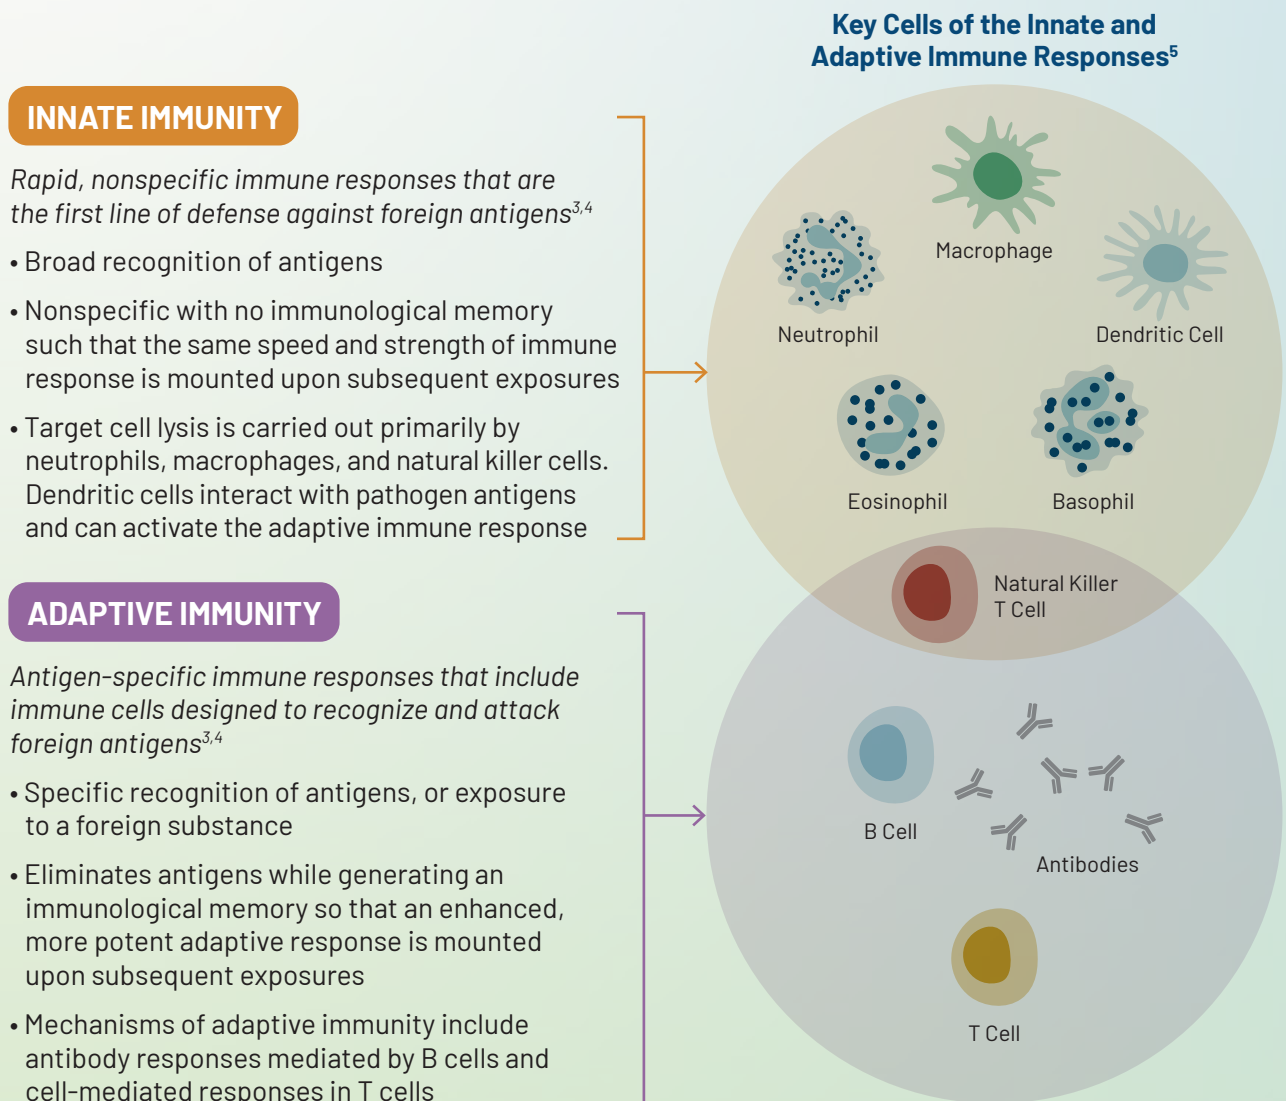 Key Cells of the Innate and
Adaptive Immune Responses5
INNATE IMMUNITY
Rapid, nonspecific immune responses that are
the first line of defense against foreign antigens3,4
• Broad recognition of antigens
• Nonspecific with no immunological memory
such that the same speed and strength of immune
response is mounted upon subsequent exposures
• Target cell lysis is carried out primarily by
neutrophils, macrophages, and natural killer cells.
Dendritic cells interact with pathogen antigens
and can activate the adaptive immune response
Macrophage
Neutrophil
Dendritic Cell
Eosinophil
Basophil
Natural Killer
T Cell
ADAPTIVE IMMUNITY
Antigen-specific immune responses that include
immune cells designed to recognize and attack
foreign antigens3,4
• Specific recognition of antigens, or exposure
to a foreign substance
• Eliminates antigens while generating an
immunological memory so that an enhanced,
more potent adaptive response is mounted
upon subsequent exposures
• Mechanisms of adaptive immunity include
antibody responses mediated by B cells and
cell-mediated responses in T cells
B Cell
Antibodies
T Cell